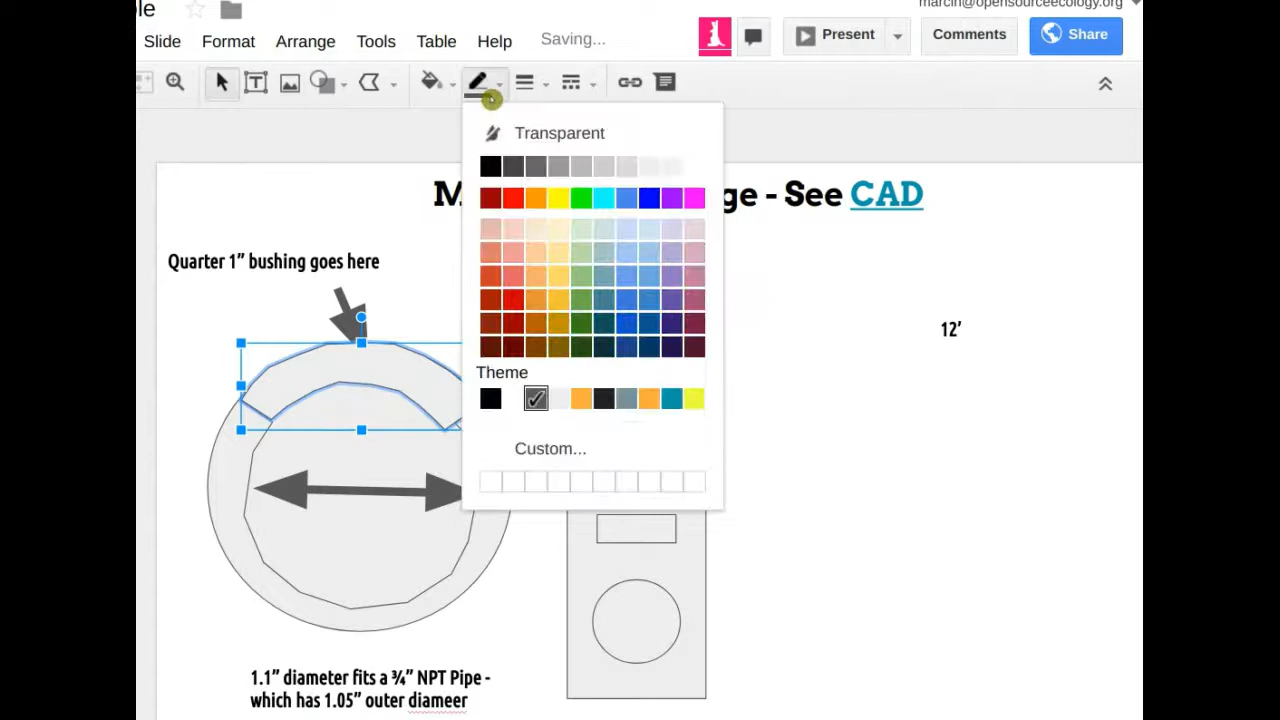 le
marcin@opensourceecology.org
Slide Format Arrange Tools Table Help Saving...
Present Comments Share
Transparent
M
ge - See CAD
Quarter 1” bushing goes here
12’
Theme
Custom...
1.1” diameter fits a ¾” NPT Pipe -
which has 1.05” outer diameer